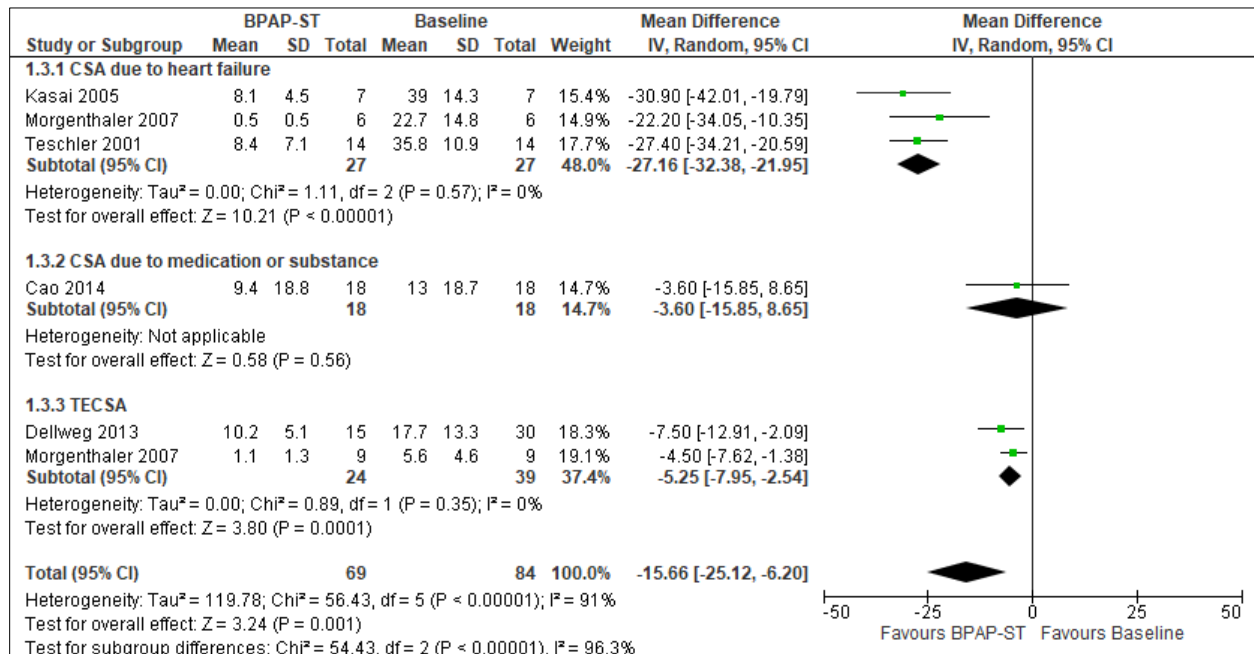 BPAP-ST Baseline Mean Difference Mean Difference
Study or Subgroup Mean SD Total Mean SD Total Weight IV, Random, 95% CI IV, Random, 95% CI
1.3.1 CSA due to heart failure
Kasai 2005 8.1 4.5 7 39 14.3 7 15.4% -30.90 [-42.01, -19.79]
Morgenthaler 2007 0.5 0.5 6 22.7 14.8 6 14.9% -22.20 [-34.05, -10.35]
Teschler 2001 8.4 7.1 14 35.8 10.9 14 17.7% -27.40 [-34.21, -20.59]
Subtotal (95% CI) 27 27 48.0% -27.16 [-32.38, -21.95]
Heterogeneity: Tau² = 0.00; Chi² = 1.11, df = 2 (P = 0.57); I² = 0%
Test for overall effect: Z = 10.21 (P < 0.00001)
1.3.2 CSA due to medication or substance
Cao 2014 9.4 18.8 18 13 18.7 18 14.7% -3.60 [-15.85, 8.65]
Subtotal (95% CI) 18 18 14.7% -3.60 [-15.85, 8.65]
Heterogeneity: Not applicable
Test for overall effect: Z = 0.58 (P = 0.56)
1.3.3 TECSA
Dellweg 2013 10.2 5.1 15 17.7 13.3 30 18.3% -7.50 [-12.91, -2.09]
Morgenthaler 2007 1.1 1.3 9 5.6 4.6 9 19.1% -4.50 [-7.62, -1.38]
Subtotal (95% CI) 24 39 37.4% -5.25 [-7.95, -2.54]
Heterogeneity: Tau² = 0.00; Chi² = 0.89, df = 1 (P = 0.35); I² = 0%
Test for overall effect: Z = 3.80 (P = 0.0001)
Total (95% CI) 69 84 100.0% -15.66 [-25.12, -6.20]
Heterogeneity: Tau² = 119.78; Chi² = 56.43, df = 5 (P < 0.00001); I² = 91%
Test for overall effect: Z = 3.24 (P = 0.001)
Test for subgroup differences: Chi² = 54.43, df = 2 (P < 0.00001), I² = 96.3%
-50 -25 0 25 50
Favours BPAP-ST Favours Baseline